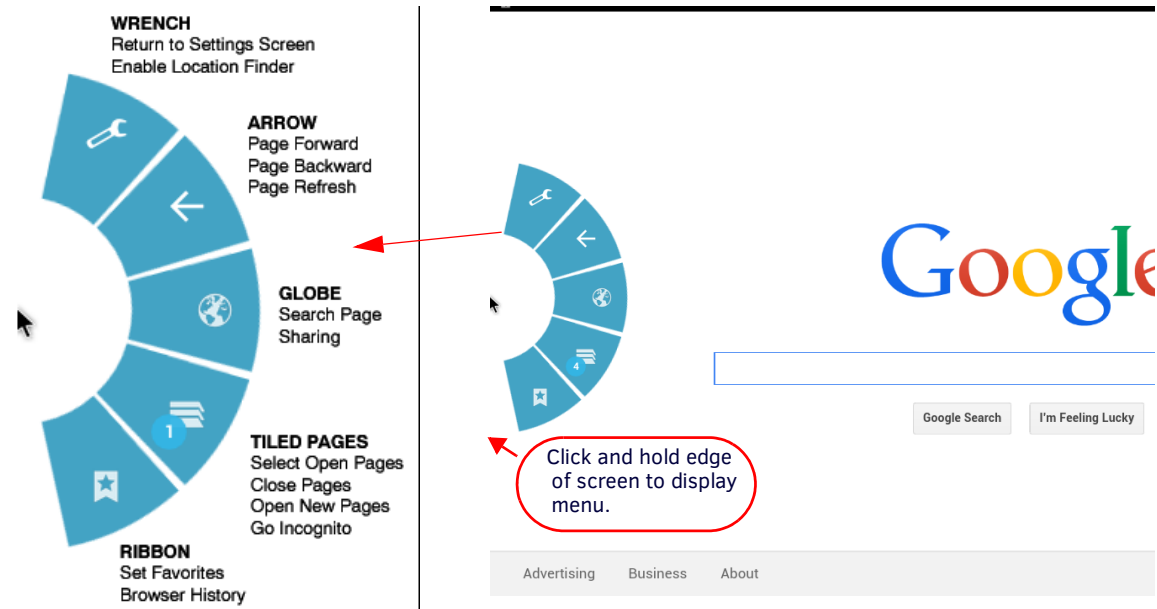 WRENCH
Return to Settings Screen
Enable Location Finder
ARROW
Page Forward
Page Backward
Page Refresh
GLOBE
Search Page
Sharing
1
TILED PAGES
Select Open Pages
Close Pages
Open New Pages
Go Incognito
RIBBON
Set Favorites
Browser History
Google
4
Google Search
I'm Feeling Lucky
Click and hold edge
of screen to display
menu.
Advertising
Business
About